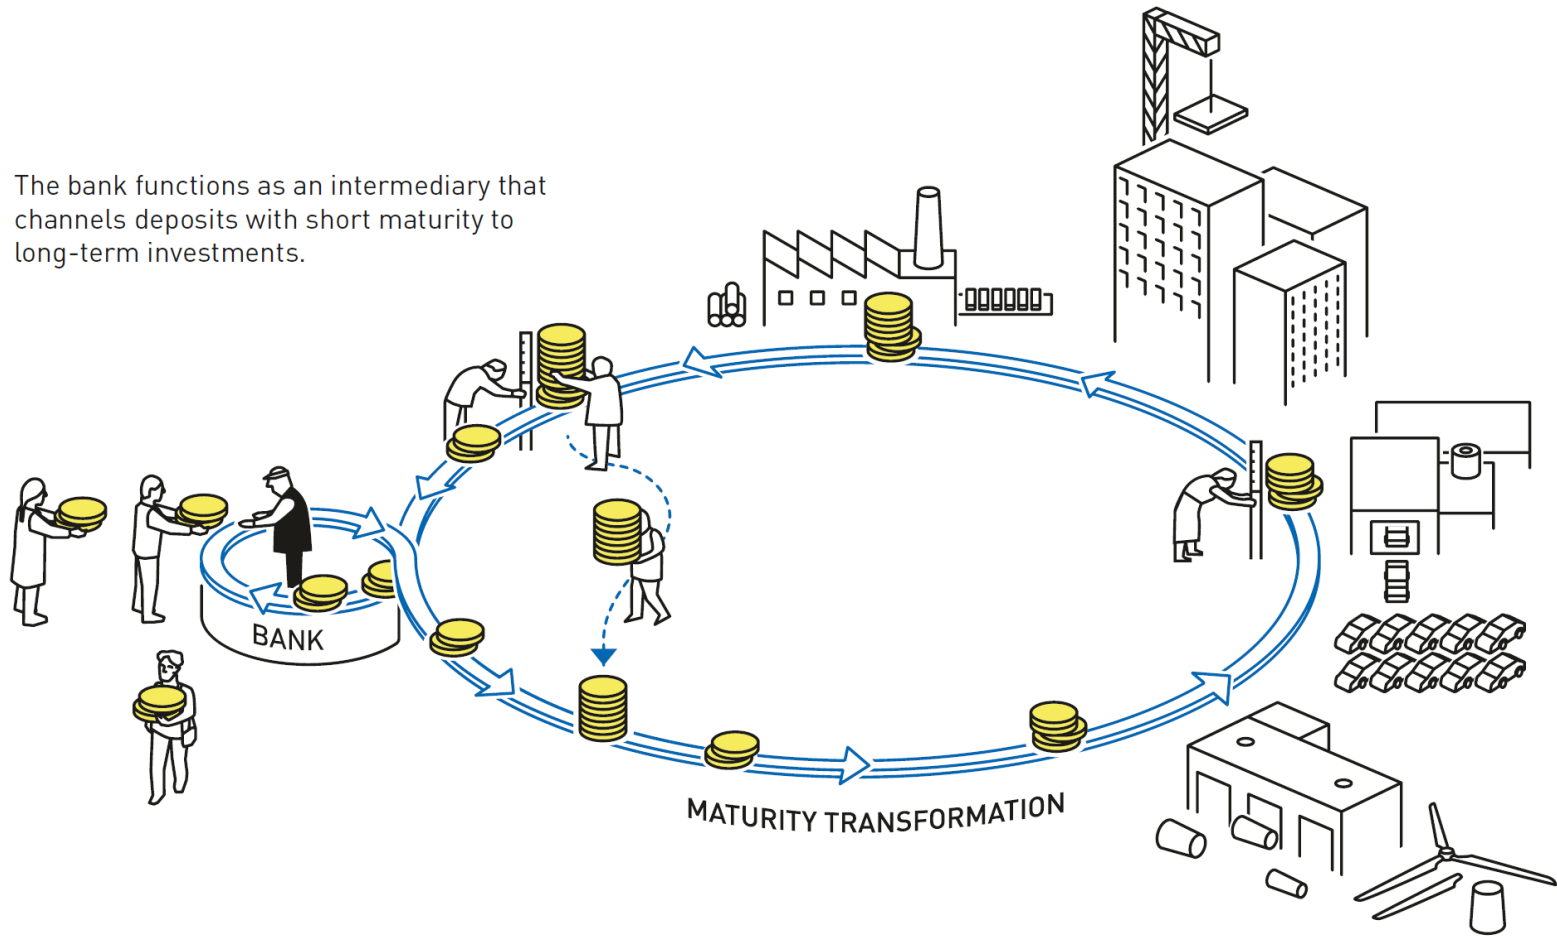 The bank functions as an intermediary that
channels deposits with short maturity to
long-term investments.
BANK
MATURITY TRANSFORMATION